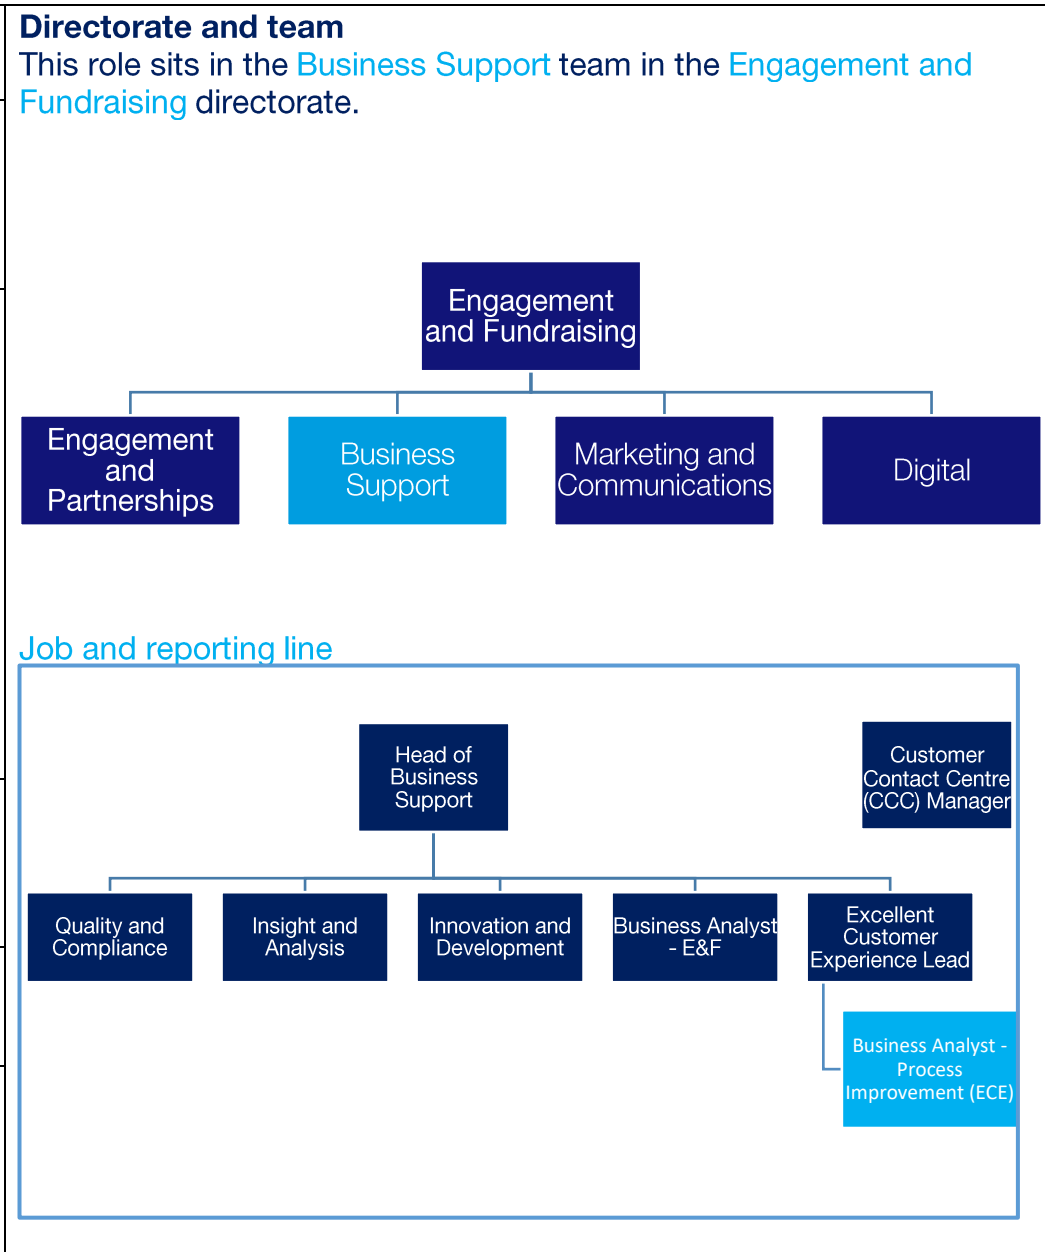 Directorate and team
This role sits in the Business Support team in the Engagement and
Fundraising directorate.
Engagement
and Fundraising
Engagement
and
Partnerships
Business
Support
Marketing and
Communications
Digital
Job and reporting line
Head of
Business
Support
Customer
Contact Centre
(CCC) Manager
Quality and
Compliance
Insight and
Analysis
Innovation and
Development
Business Analyst
- E&F
Excellent
Customer
Experience Lead
Business Analyst -
Process
Improvement (ECE)